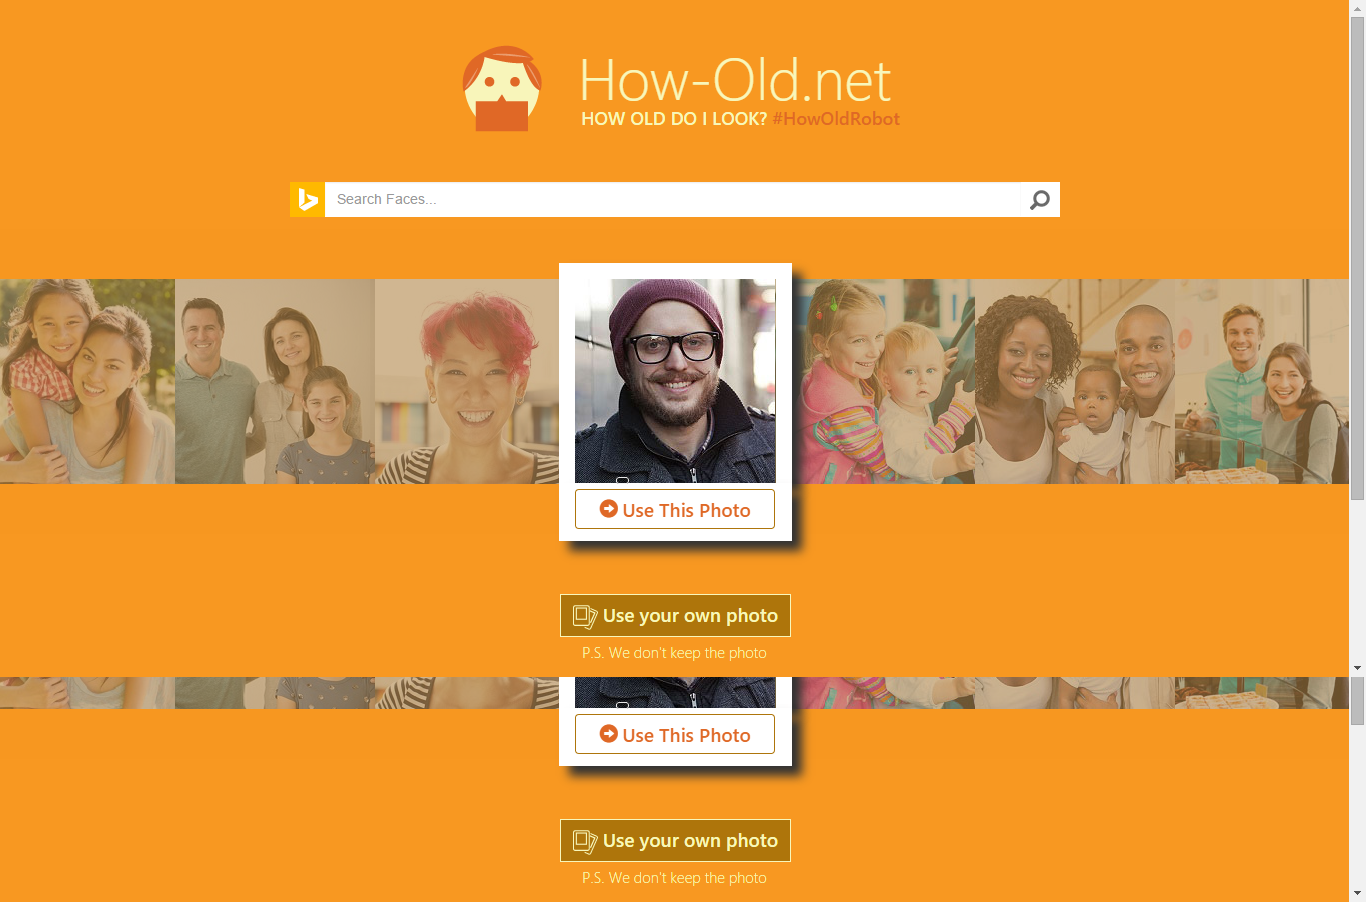 How-Old.net
HOW OLD DO I LOOK? #HowOldRobot
Search Faces...
Use This Photo
Use your own photo
P.S. We don't keep the photo
Use This Photo
Use your own photo
P.S. We don't keep the photo